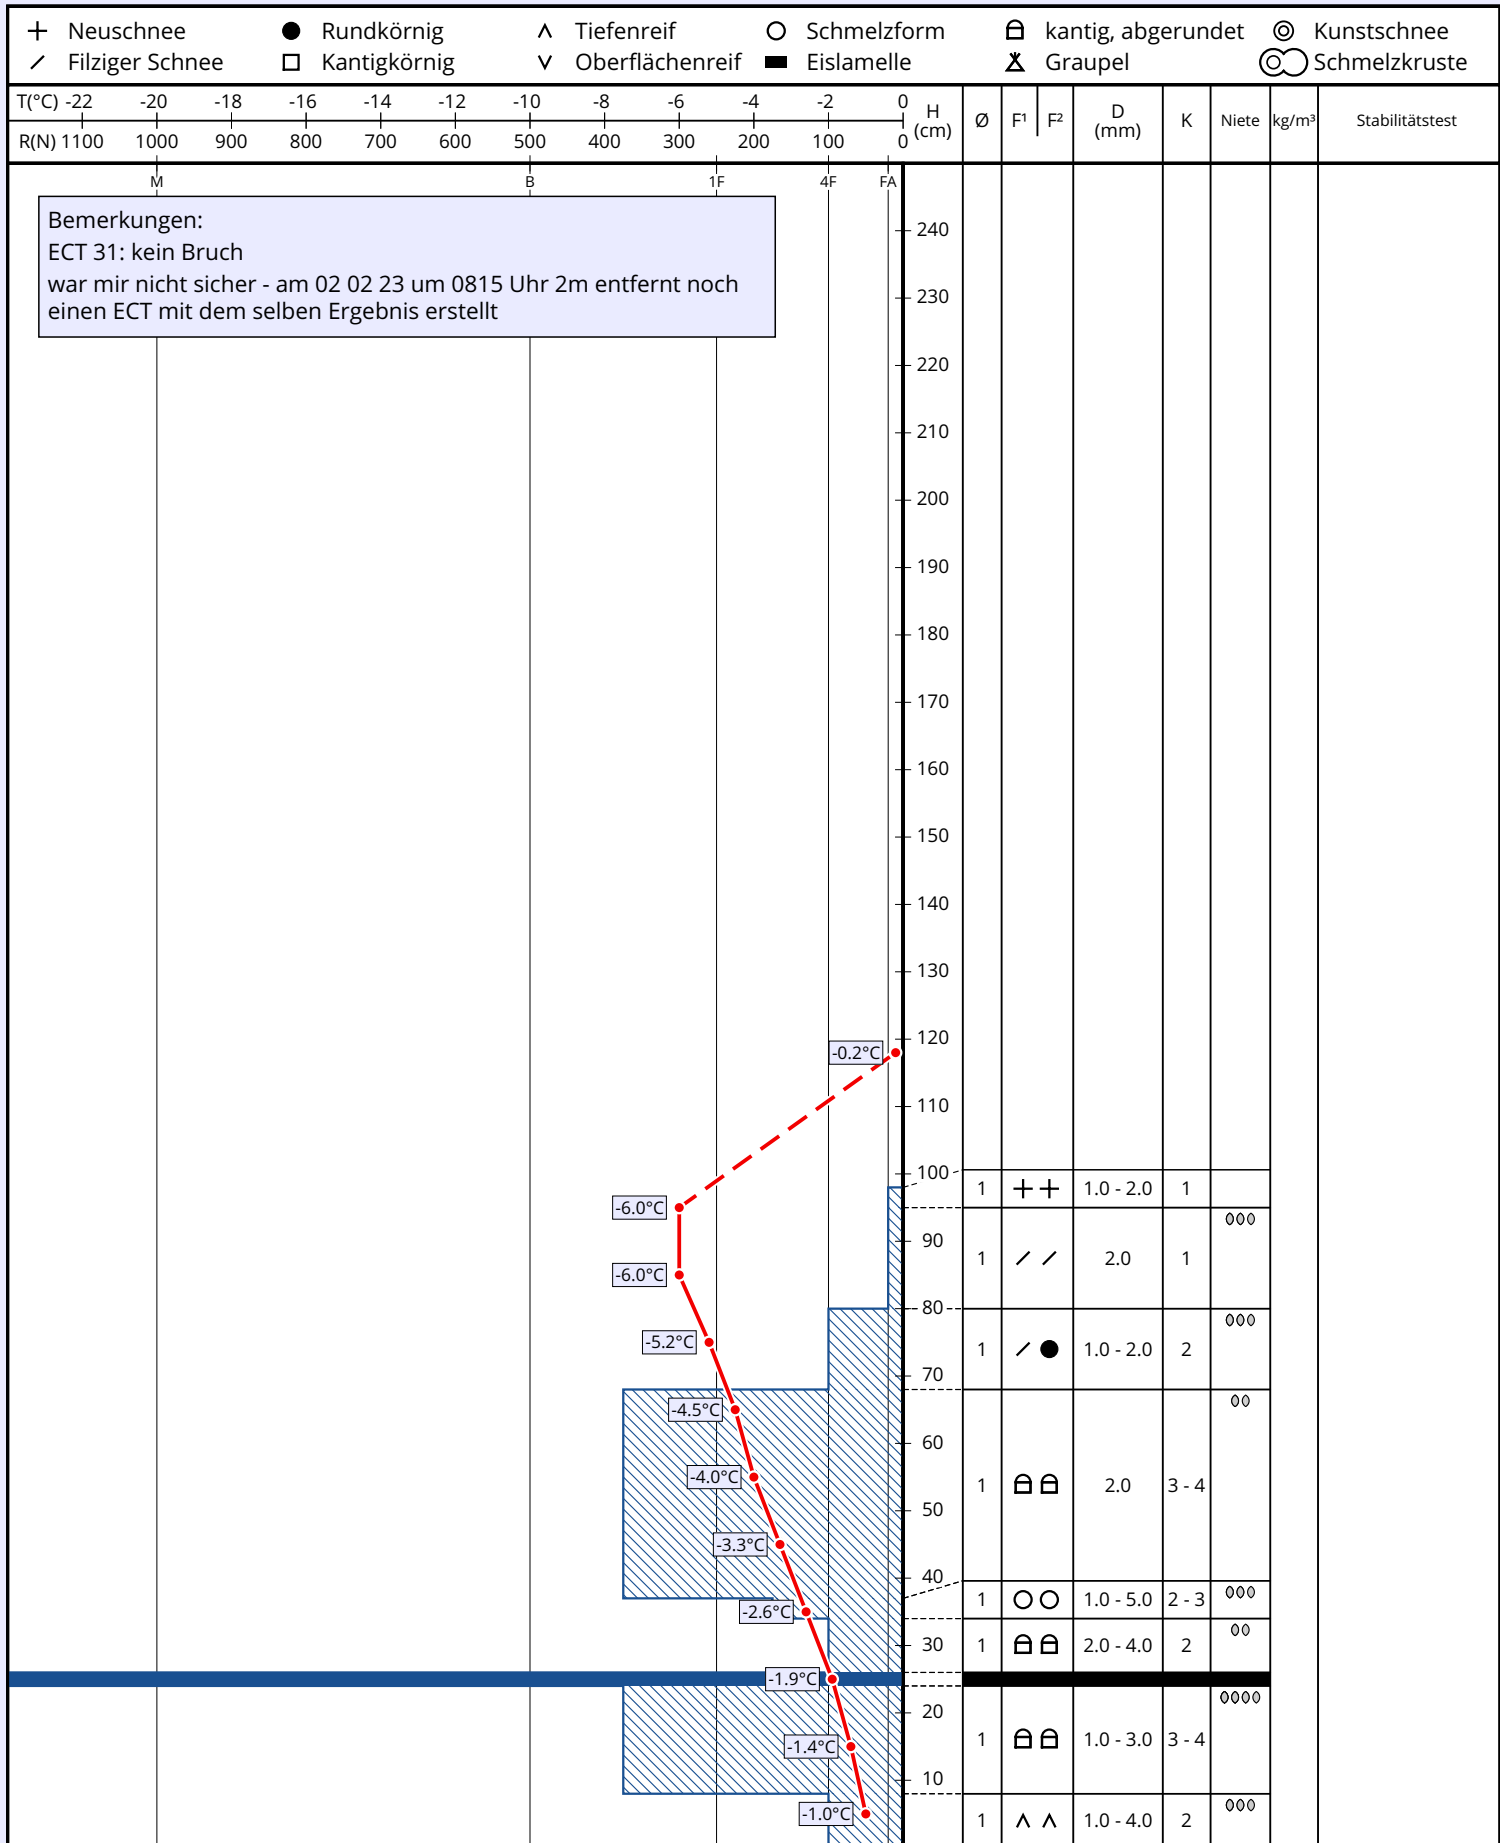 Neuschnee Rundkörnig Tiefenreif Schmelzform kantig, abgerundet Kunstschnee
Filziger Schnee Kantigkörnig Oberflächenreif Eislamelle Graupel Schmelzkruste
T(°C) -22 -20 -18 -16 -14 -12 -10 -8 -6 -4 -2 0
R(N) 1100 1000 900 800 700 600 500 400 300 200 100 0
H (cm) Ø F¹ F² D (mm) K Niete kg/m³ Stabilitätstest
M B 1F 4F FA
Bemerkungen:
ECT 31: kein Bruch
war mir nicht sicher - am 02 02 23 um 0815 Uhr 2m entfernt noch
einen ECT mit dem selben Ergebnis erstellt
240
230
220
210
200
190
180
170
160
150
140
130
120
-0.2°C
110
100
1 1.0 - 2.0 1
-6.0°C
90
1 2.0 1
-6.0°C
80
-5.2°C
1 1.0 - 2.0 2
70
-4.5°C
60
-4.0°C
1 2.0 3 - 4
50
-3.3°C
40
1 1.0 - 5.0 2 - 3
-2.6°C
30
1 2.0 - 4.0 2
-1.9°C
20
1 1.0 - 3.0 3 - 4
-1.4°C
10
-1.0°C
1 1.0 - 4.0 2